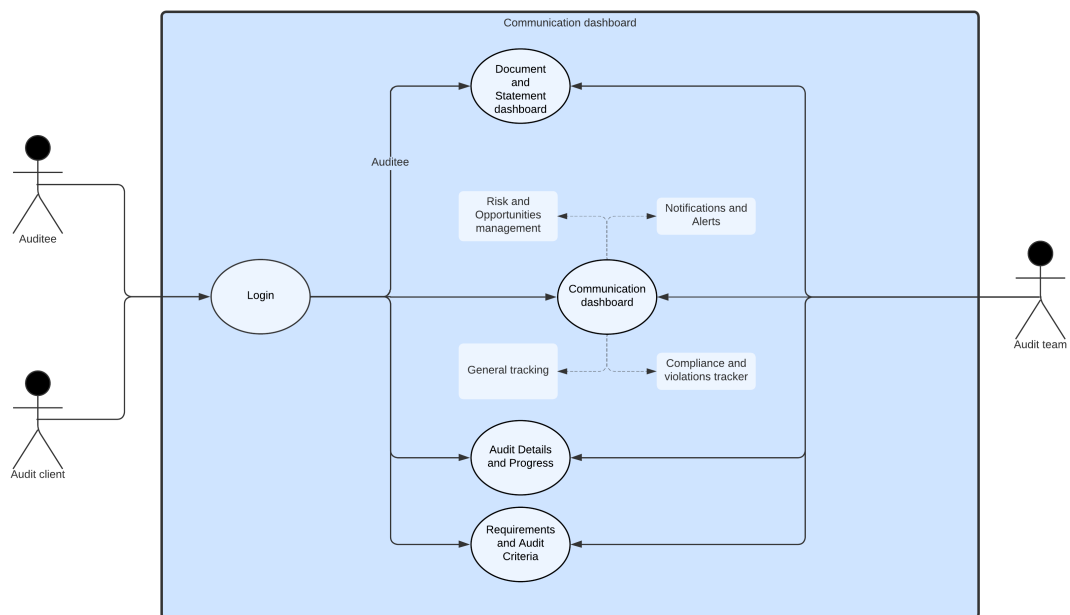 Communication dashboard
Document
and
Statement
dashboard
Auditee
Risk and
Opportunities
management
Notifications and
Alerts
Auditee
Login
Communication
dashboard
Audit team
General tracking
Compliance and
violations tracker
Audit client
Audit Details
and Progress
Requirements
and Audit
Criteria